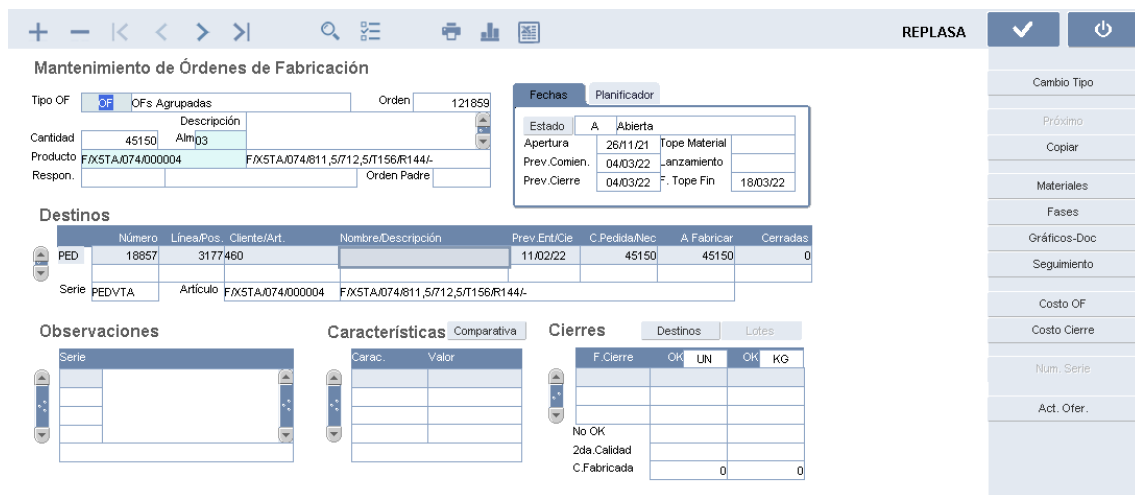 REPLASA
Mantenimiento de Órdenes de Fabricación
Tipo OF OF OFs Agrupadas Orden 121859
Descripción
Cantidad 45150 Alm 03
Producto F/X5TA/074/000004 F/X5TA/074/811,5/712,5/T156/R144/-
Respon. Orden Padre
Fechas Planificador
Estado A Abierta
Apertura 26/11/21 Tope Material
Prev.Comien. 04/03/22 Lanzamiento
Prev.Cierre 04/03/22 F. Tope Fin 18/03/22
Destinos
Número Línea/Pos. Cliente/Art. Nombre/Descripción Prev.Ent/Cie C.Pedida/Nec A Fabricar Cerradas
PED 18857 3177 460 11/02/22 45150 45150 0
Serie PEDVTA Artículo F/X5TA/074/000004 F/X5TA/074/811,5/712,5/T156/R144/-
Observaciones
Serie
Características Comparativa
Carac. Valor
Cierres Destinos Lotes
F.Cierre OK UN OK KG
No OK
2da.Calidad
C.Fabricada 0 0
Cambio Tipo
Próximo
Copiar
Materiales
Fases
Gráficos-Doc
Seguimiento
Costo OF
Costo Cierre
Num. Serie
Act. Ofer.